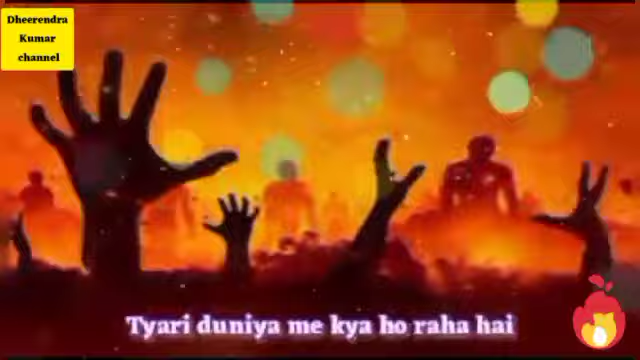 Dheerendra
Kumar
channel
Tyari duniya me kya ho raha hai